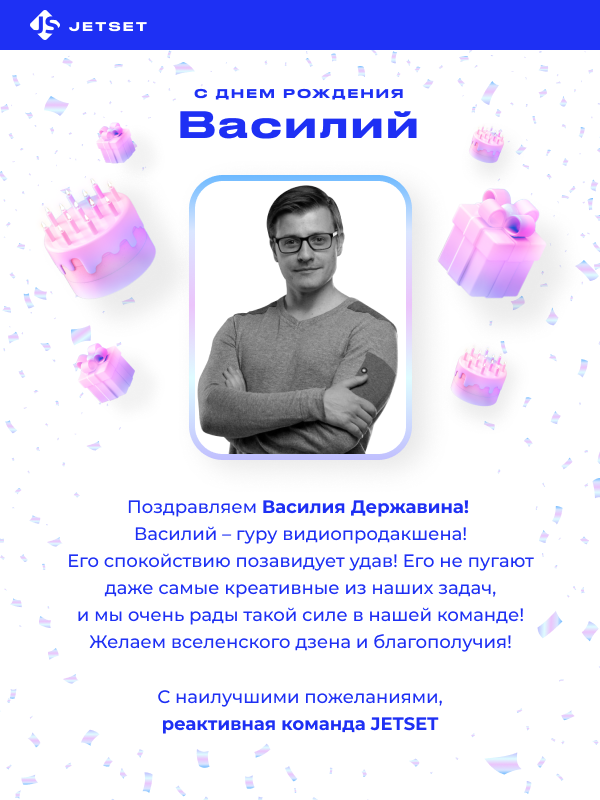 JS JETSET
С ДНЕМ РОЖДЕНИЯ
Василий
Поздравляем Василия Державина!
Василий – гуру видиопродакшена!
Его спокойствию позавидует удав! Его не пугают
даже самые креативные из наших задач,
и мы очень рады такой силе в нашей команде!
Желаем вселенского дзена и благополучия!
С наилучшими пожеланиями,
реактивная команда JETSET